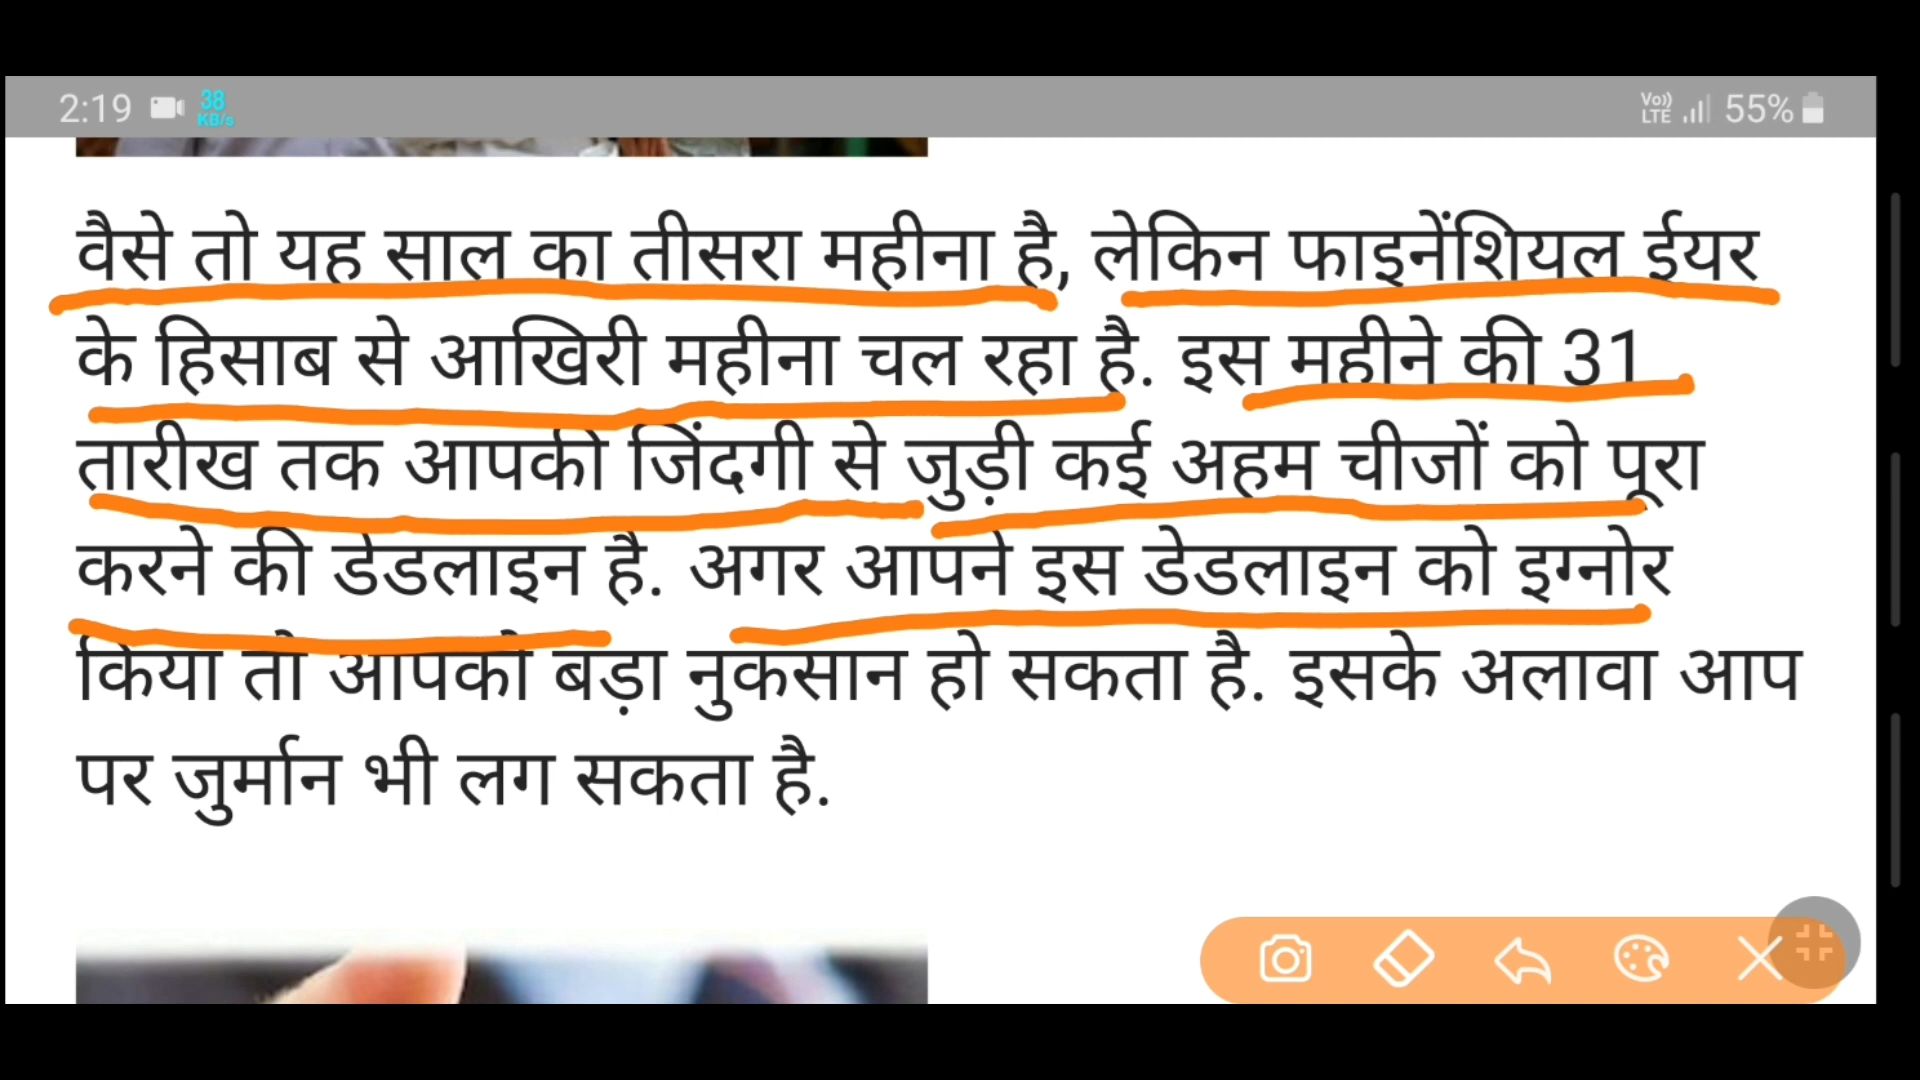 2:19 38 KB/s Vo)) LTE 55%
वैसे तो यह साल का तीसरा महीना है, लेकिन फाइनेंशियल ईयर
के हिसाब से आखिरी महीना चल रहा है. इस महीने की 31
तारीख तक आपकी जिंदगी से जुड़ी कई अहम चीजों को पूरा
करने की डेडलाइन है. अगर आपने इस डेडलाइन को इग्नोर
किया तो आपको बड़ा नुकसान हो सकता है. इसके अलावा आप
पर जुर्मान भी लग सकता है.